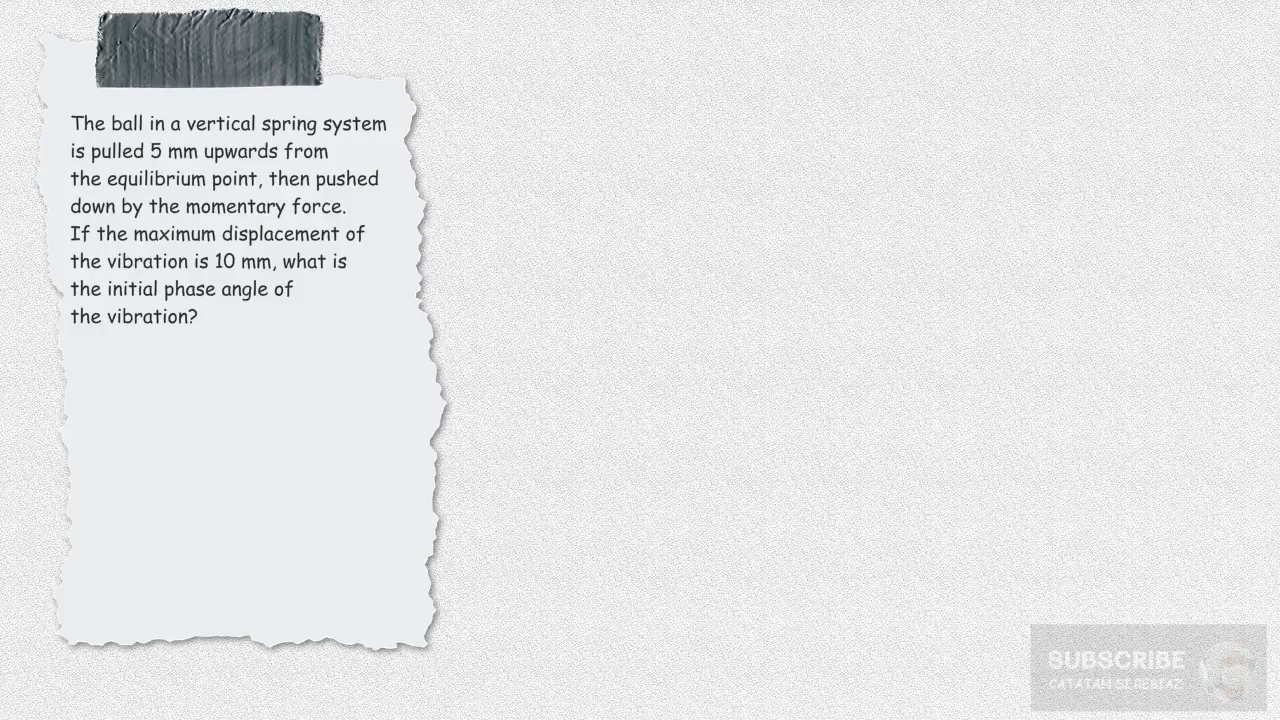 The ball in a vertical spring system
is pulled 5 mm upwards from
the equilibrium point, then pushed
down by the momentary force.
If the maximum displacement of
the vibration is 10 mm, what is
the initial phase angle of
the vibration?
SUBSCRIBE